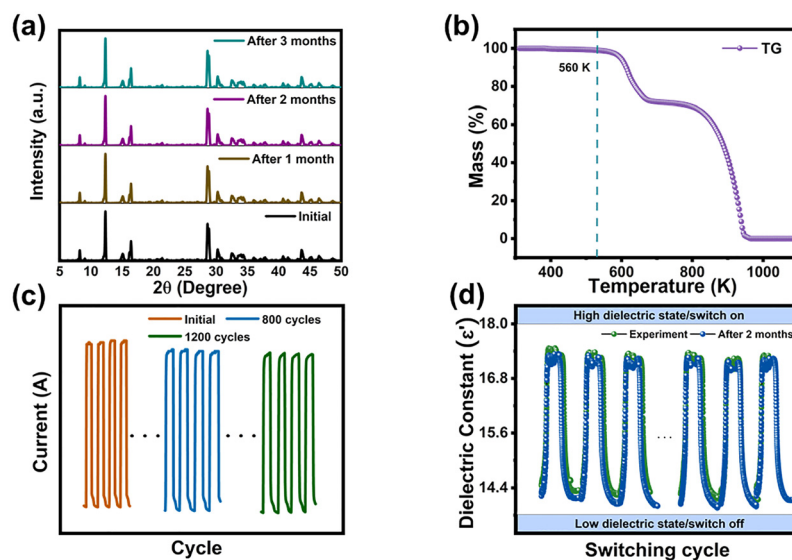 (a)
After 3 months
After 2 months
After 1 month
Initial
Intensity (a.u.)
5 10 15 20 25 30 35 40 45 50
2θ (Degree)
(b)
TG
560 K
100
80
60
40
20
0
Mass (%)
400 600 800 1000
Temperature (K)
(c)
Initial 800 cycles
1200 cycles
Current (A)
Cycle
(d)
High dielectric state/switch on
Experiment After 2 months
18.0
16.8
15.6
14.4
Dielectric Constant (ε')
Low dielectric state/switch off
Switching cycle